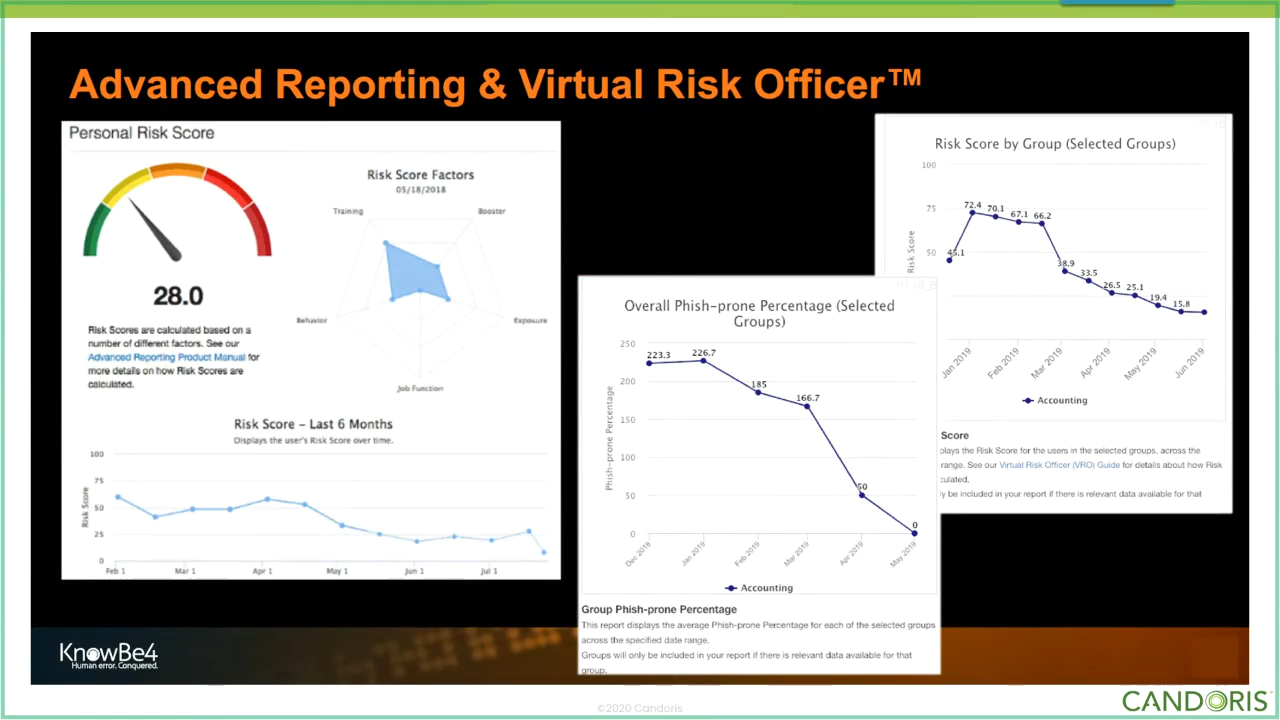 Advanced Reporting & Virtual Risk Officer™
Personal Risk Score
28.0
Risk Scores are calculated based on a
number of different factors. See our
Advanced Reporting Product Manual for
more details on how Risk Scores are
calculated.
Risk Score Factors
05/18/2018
Training
Booster
Behavior
Exposure
Job Function
Risk Score – Last 6 Months
Displays the user's Risk Score over time.
Risk Score
100
75
50
25
0
Feb 1
Mar 1
Apr 1
May 1
Jun 1
Jul 1
Overall Phish-prone Percentage (Selected
Groups)
Phish-prone Percentage
250
200
150
100
50
0
223.3
226.7
185
166.7
50
0
Dec 2018
Jan 2019
Feb 2019
Mar 2019
Apr 2019
May 2019
Accounting
Group Phish-prone Percentage
This report displays the average Phish-prone Percentage for each of the selected groups
across the specified date range.
Groups will only be included in your report if there is relevant data available for that
group.
Risk Score by Group (Selected Groups)
Risk Score
100
75
50
45.1
72.4
70.1
67.1
66.2
38.9
33.5
26.5
25.1
19.4
15.8
Jan 2019
Feb 2019
Mar 2019
Apr 2019
May 2019
Jun 2019
Accounting
Score
plays the Risk Score for the users in the selected groups, across the
range. See our Virtual Risk Officer (VRO) Guide for details about how Risk
culated.
ly be included in your report if there is relevant data available for that
KnowBe4
Human error. Conquered.
©2020 Candoris
CANDORIS